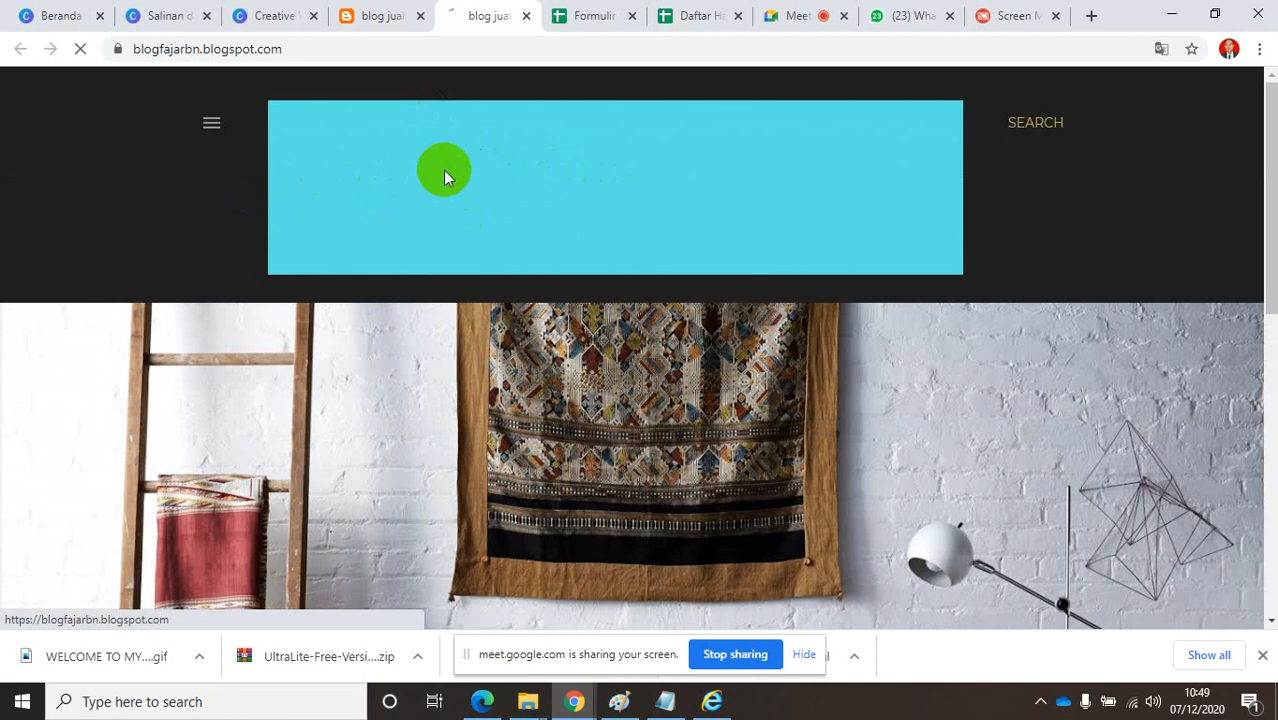 Beranda
Salinan d
Creative
blog jual
blog jual
Formulir
Daftar Ha
Meet
(23) Wha
Screen M
blogfajarbn.blogspot.com
SEARCH
https://blogfajarbn.blogspot.com
WELCOME TO MY....gif
UltraLite-Free-Versi....zip
meet.google.com is sharing your screen.
Stop sharing
Hide
Show all
Type here to search
10:49
07/12/2020
1